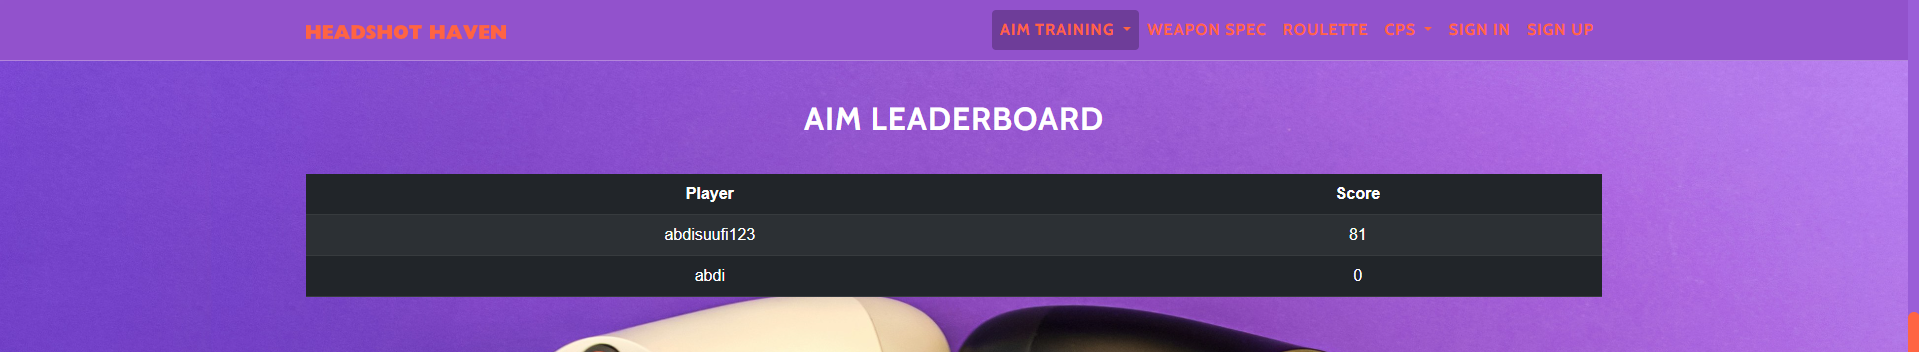 HEADSHOT HAVEN
AIM TRAINING WEAPON SPEC ROULETTE CPS SIGN IN SIGN UP
AIM LEADERBOARD
Player Score
abdisuufi123 81
abdi 0